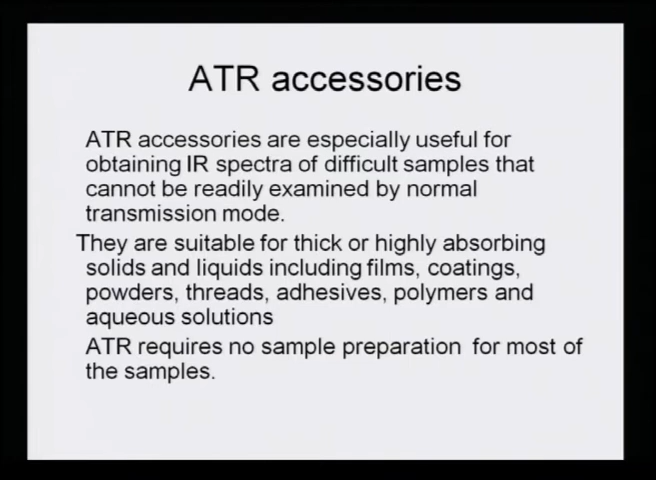 ATR accessories
ATR accessories are especially useful for
obtaining IR spectra of difficult samples that
cannot be readily examined by normal
transmission mode.
They are suitable for thick or highly absorbing
solids and liquids including films, coatings,
powders, threads, adhesives, polymers and
aqueous solutions
ATR requires no sample preparation for most of
the samples.